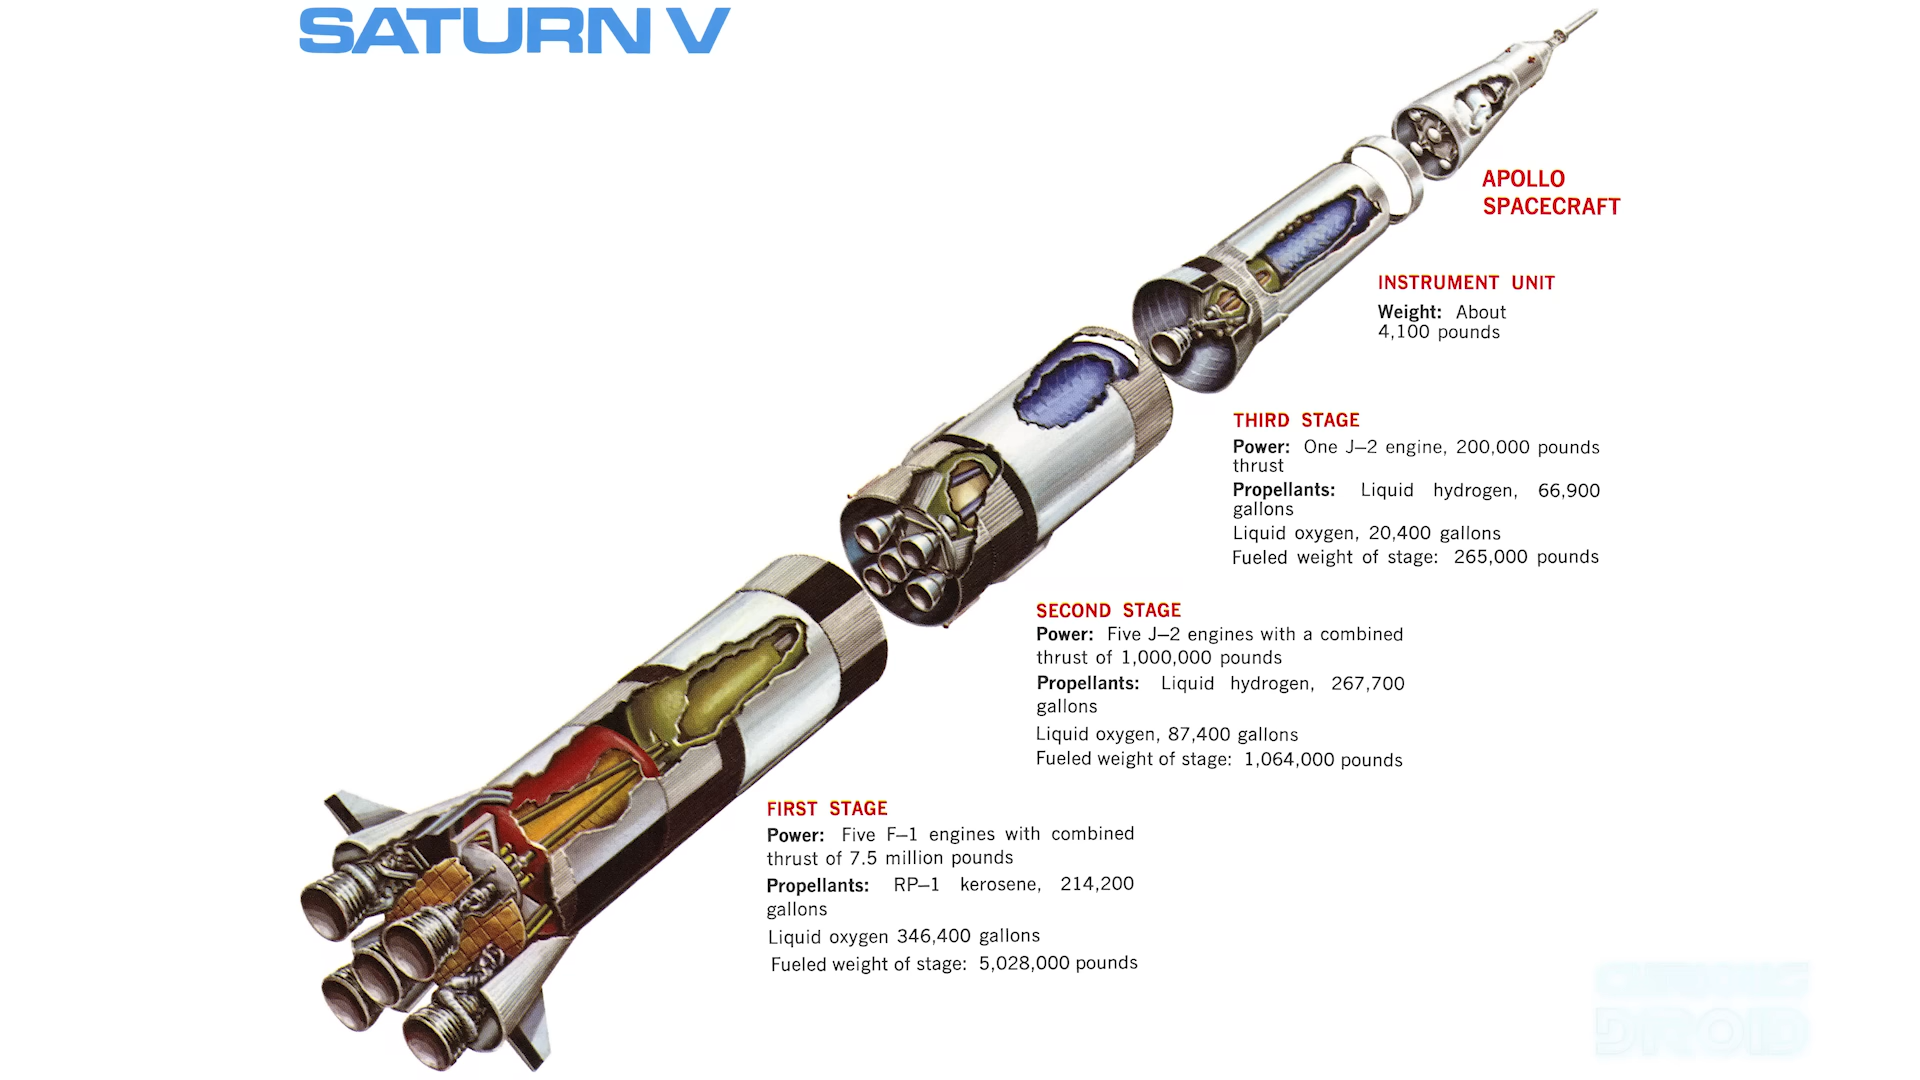 SATURN V
APOLLO
SPACECRAFT
INSTRUMENT UNIT
Weight: About
4,100 pounds
THIRD STAGE
Power: One J–2 engine, 200,000 pounds
thrust
Propellants: Liquid hydrogen, 66,900
gallons
Liquid oxygen, 20,400 gallons
Fueled weight of stage: 265,000 pounds
SECOND STAGE
Power: Five J–2 engines with a combined
thrust of 1,000,000 pounds
Propellants: Liquid hydrogen, 267,700
gallons
Liquid oxygen, 87,400 gallons
Fueled weight of stage: 1,064,000 pounds
FIRST STAGE
Power: Five F–1 engines with combined
thrust of 7.5 million pounds
Propellants: RP–1 kerosene, 214,200
gallons
Liquid oxygen 346,400 gallons
Fueled weight of stage: 5,028,000 pounds
DROID